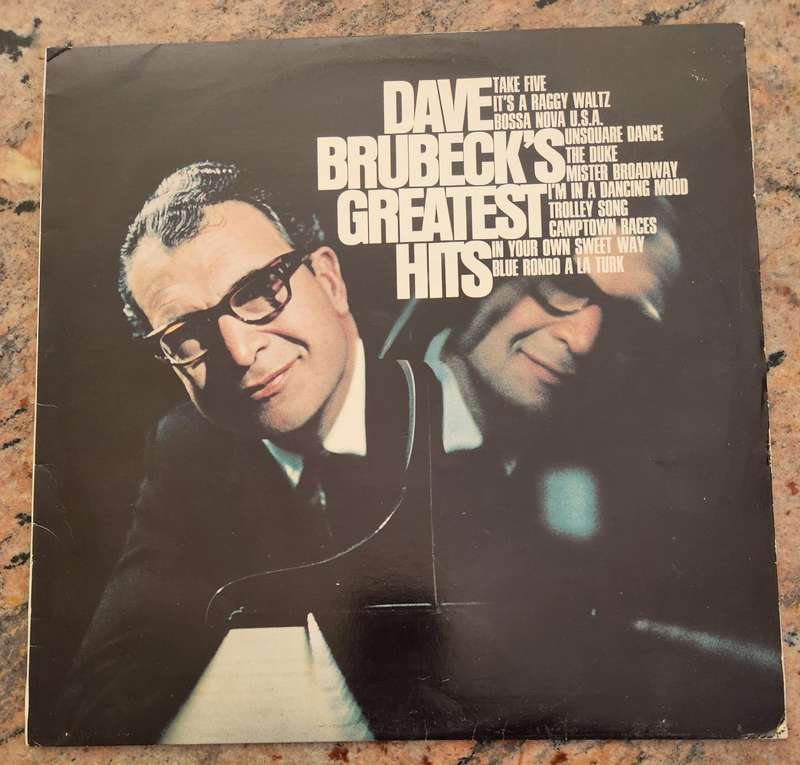 DAVE
BRUBECK'S
GREATEST
HITS
TAKE FIVE
IT'S A RAGGY WALTZ
BOSSA NOVA U.S.A.
UNSQUARE DANCE
THE DUKE
MISTER BROADWAY
I'M IN A DANCING MOOD
TROLLEY SONG
CAMPTOWN RACES
IN YOUR OWN SWEET WAY
BLUE RONDO A LA TURK